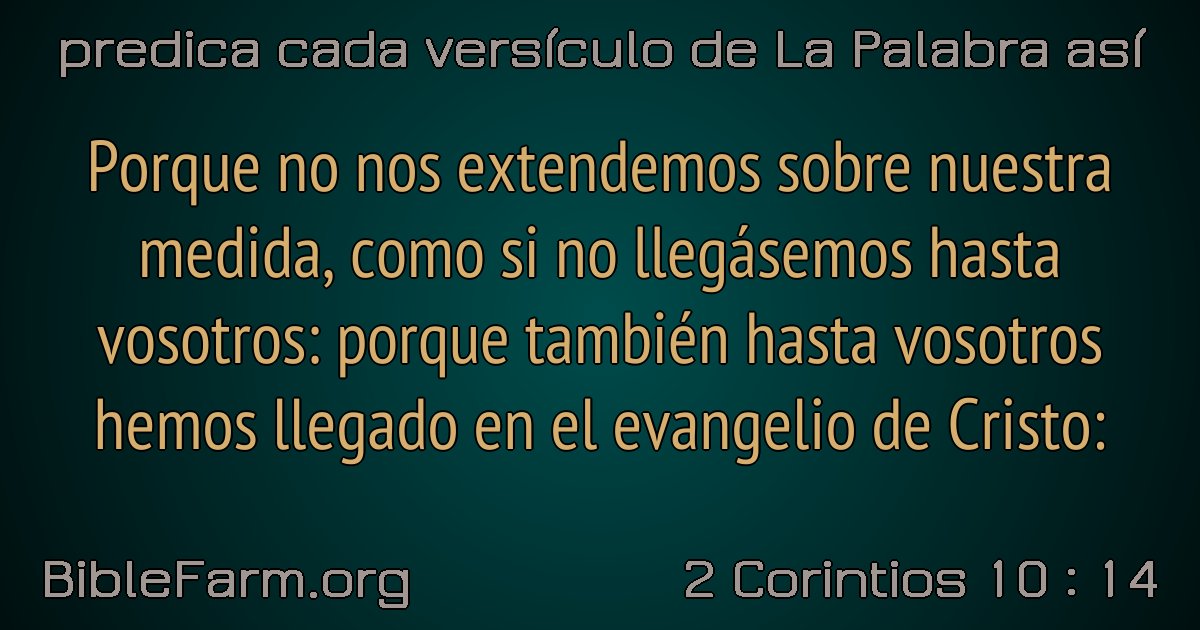 predica cada versículo de La Palabra así
Porque no nos extendemos sobre nuestra
medida, como si no llegásemos hasta
vosotros: porque también hasta vosotros
hemos llegado en el evangelio de Cristo:
BibleFarm.org
2 Corintios 10 : 14